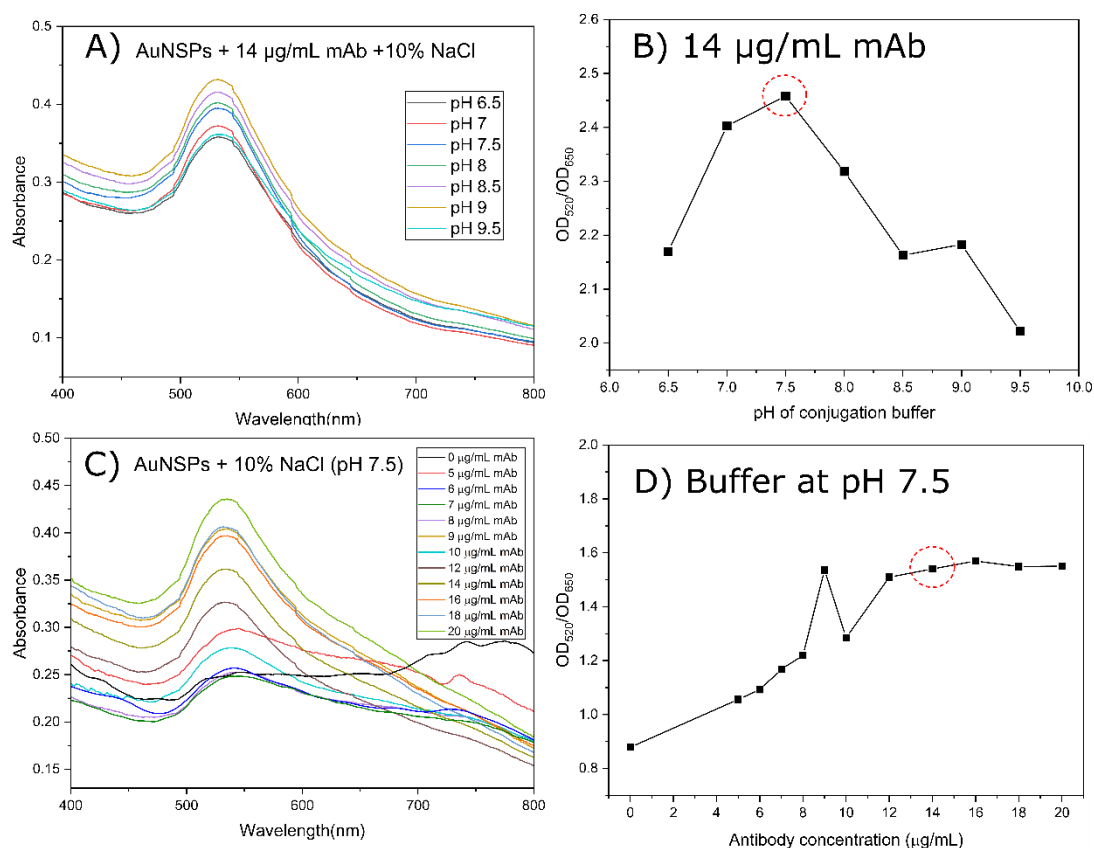 A) AuNSPs + 14 µg/mL mAb +10% NaCl
0.5
0.4
0.3
0.2
0.1
Absorbance
pH 6.5
pH 7
pH 7.5
pH 8
pH 8.5
pH 9
pH 9.5
400 500 600 700 800
Wavelength(nm)
B) 14 µg/mL mAb
2.6
2.5
2.4
2.3
2.2
2.1
2.0
OD520/OD650
6.0 6.5 7.0 7.5 8.0 8.5 9.0 9.5 10.0
pH of conjugation buffer
C) AuNSPs + 10% NaCl (pH 7.5)
0.50
0.45
0.40
0.35
0.30
0.25
0.20
0.15
Absorbance
0 µg/mL mAb
5 µg/mL mAb
6 µg/mL mAb
7 µg/mL mAb
8 µg/mL mAb
9 µg/mL mAb
10 µg/mL mAb
12 µg/mL mAb
14 µg/mL mAb
16 µg/mL mAb
18 µg/mL mAb
20 µg/mL mAb
400 500 600 700 800
Wavelength(nm)
D) Buffer at pH 7.5
2.0
1.8
1.6
1.4
1.2
1.0
0.8
OD520/OD650
0 2 4 6 8 10 12 14 16 18 20
Antibody concentration (µg/mL)